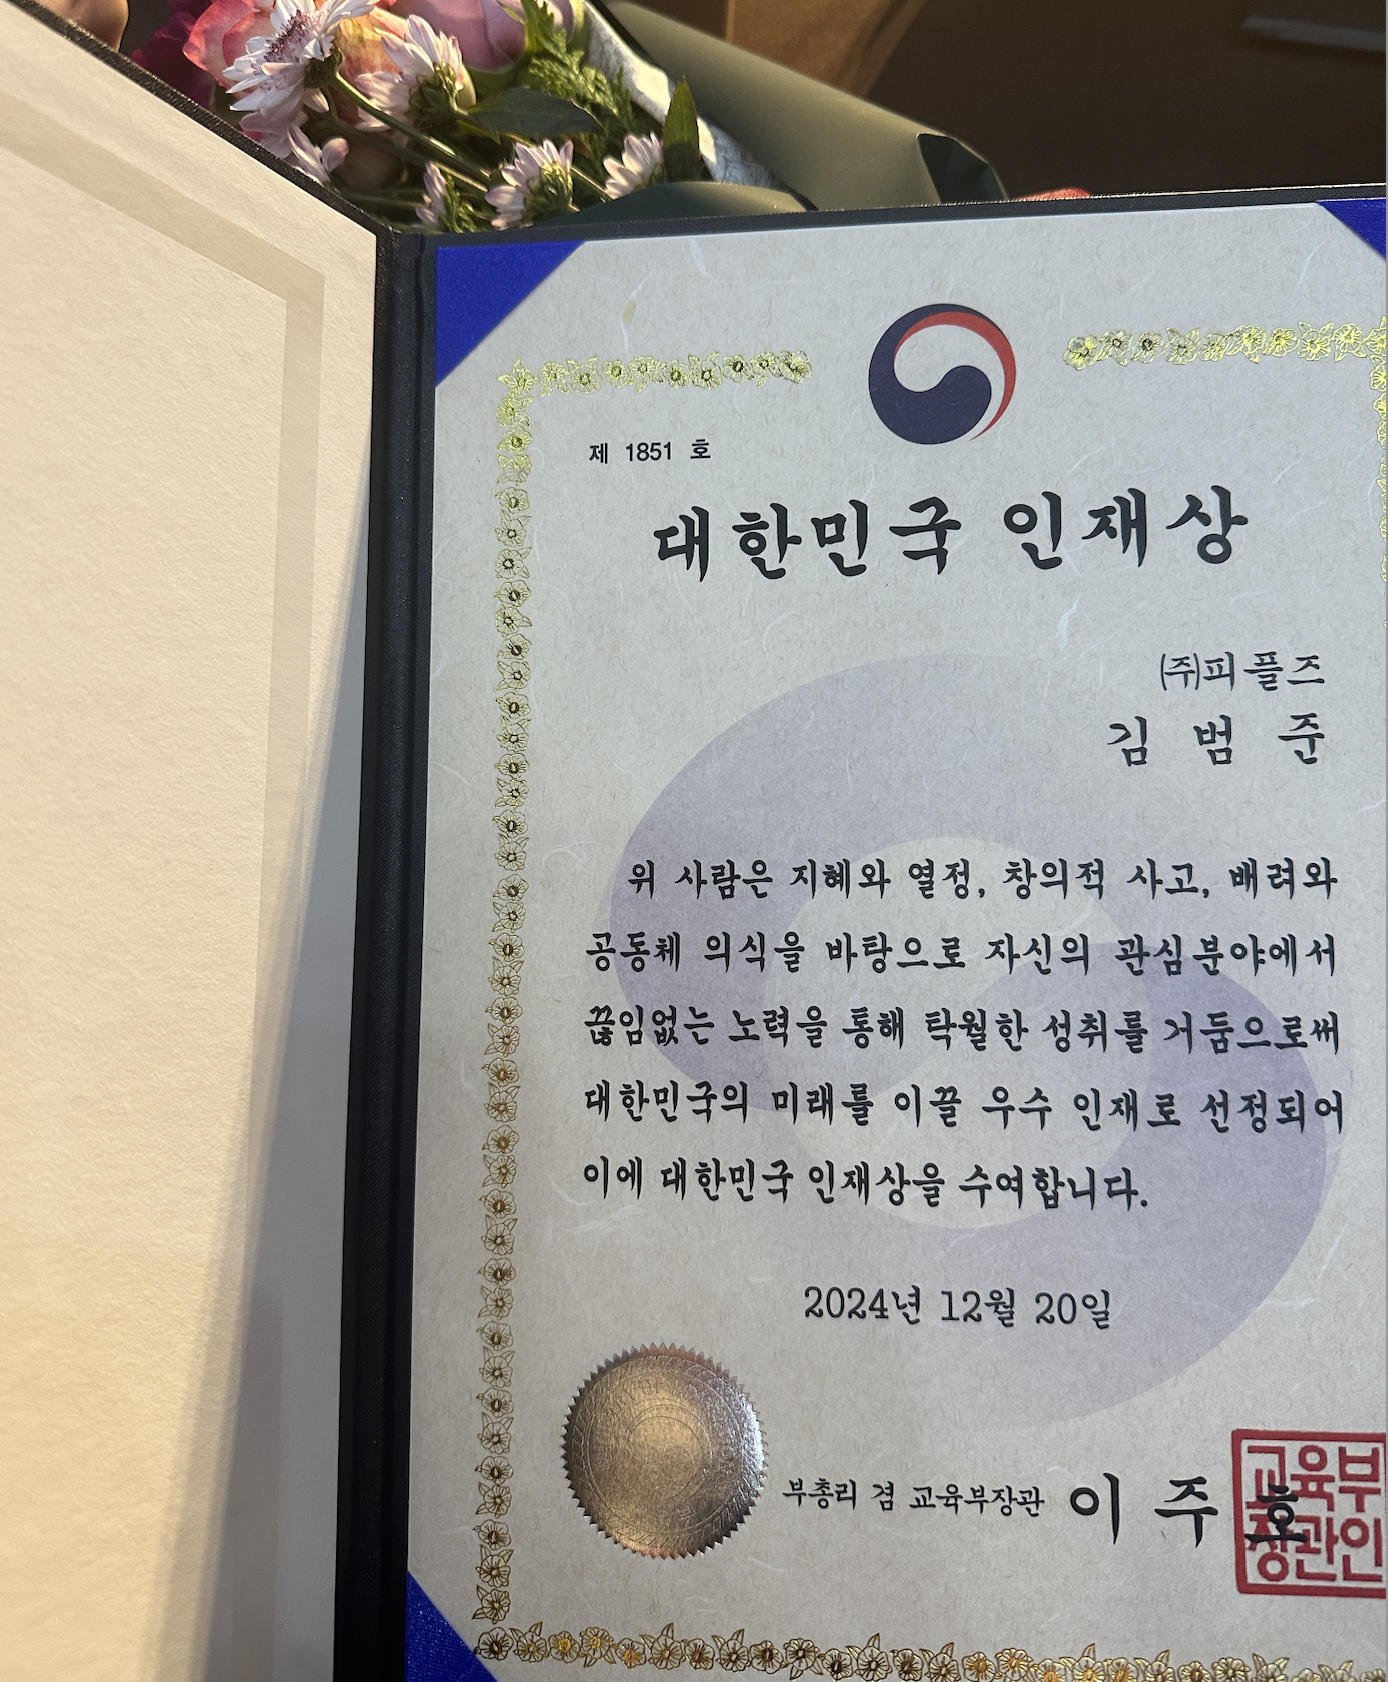 제 1851 호
대한민국 인재상
㈜피플즈
김 범 준
위 사람은 지혜와 열정, 창의적 사고, 배려와
공동체 의식을 바탕으로 자신의 관심분야에서
끊임없는 노력을 통해 탁월한 성취를 거둠으로써
대한민국의 미래를 이끌 우수 인재로 선정되어
이에 대한민국 인재상을 수여합니다.
2024년 12월 20일
부총리 겸 교육부장관 이 주 호
교육부
장관인